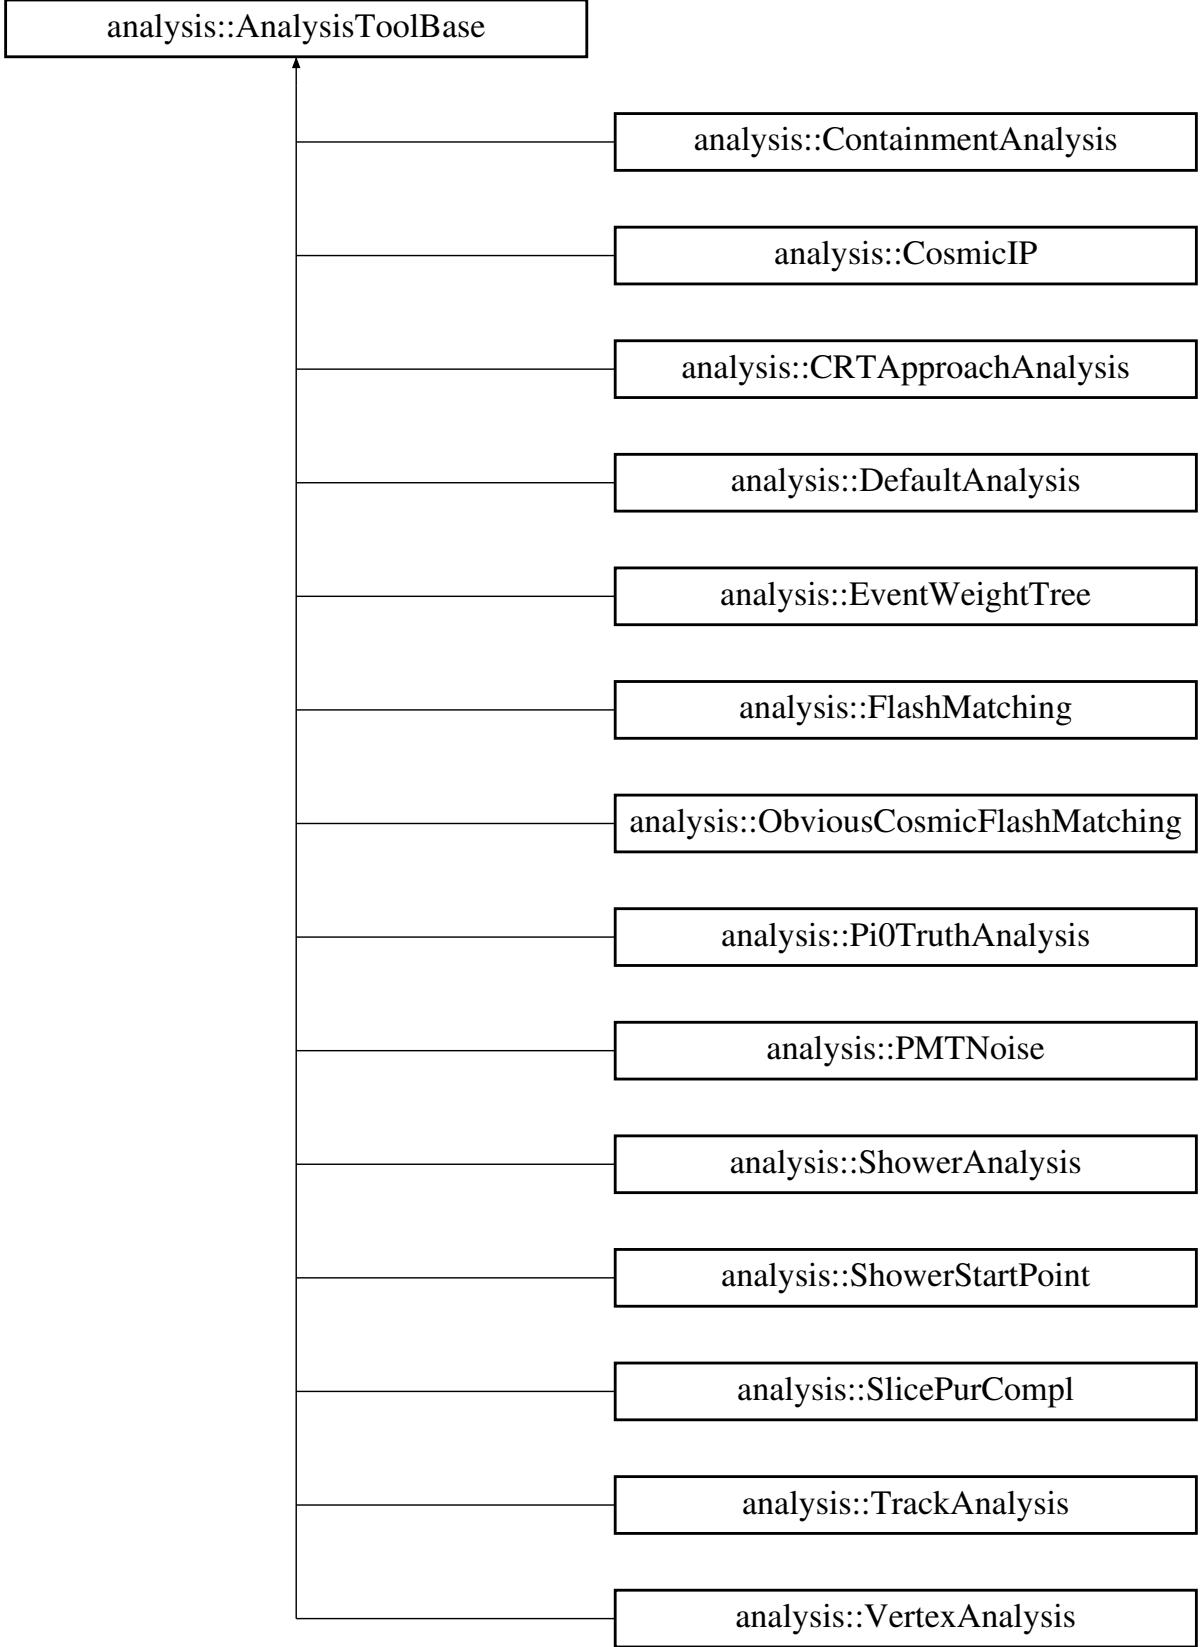 analysis::AnalysisToolBase
analysis::ContainmentAnalysis
analysis::CosmicIP
analysis::CRTApproachAnalysis
analysis::DefaultAnalysis
analysis::EventWeightTree
analysis::FlashMatching
analysis::ObviousCosmicFlashMatching
analysis::Pi0TruthAnalysis
analysis::PMTNoise
analysis::ShowerAnalysis
analysis::ShowerStartPoint
analysis::SlicePurCompl
analysis::TrackAnalysis
analysis::VertexAnalysis